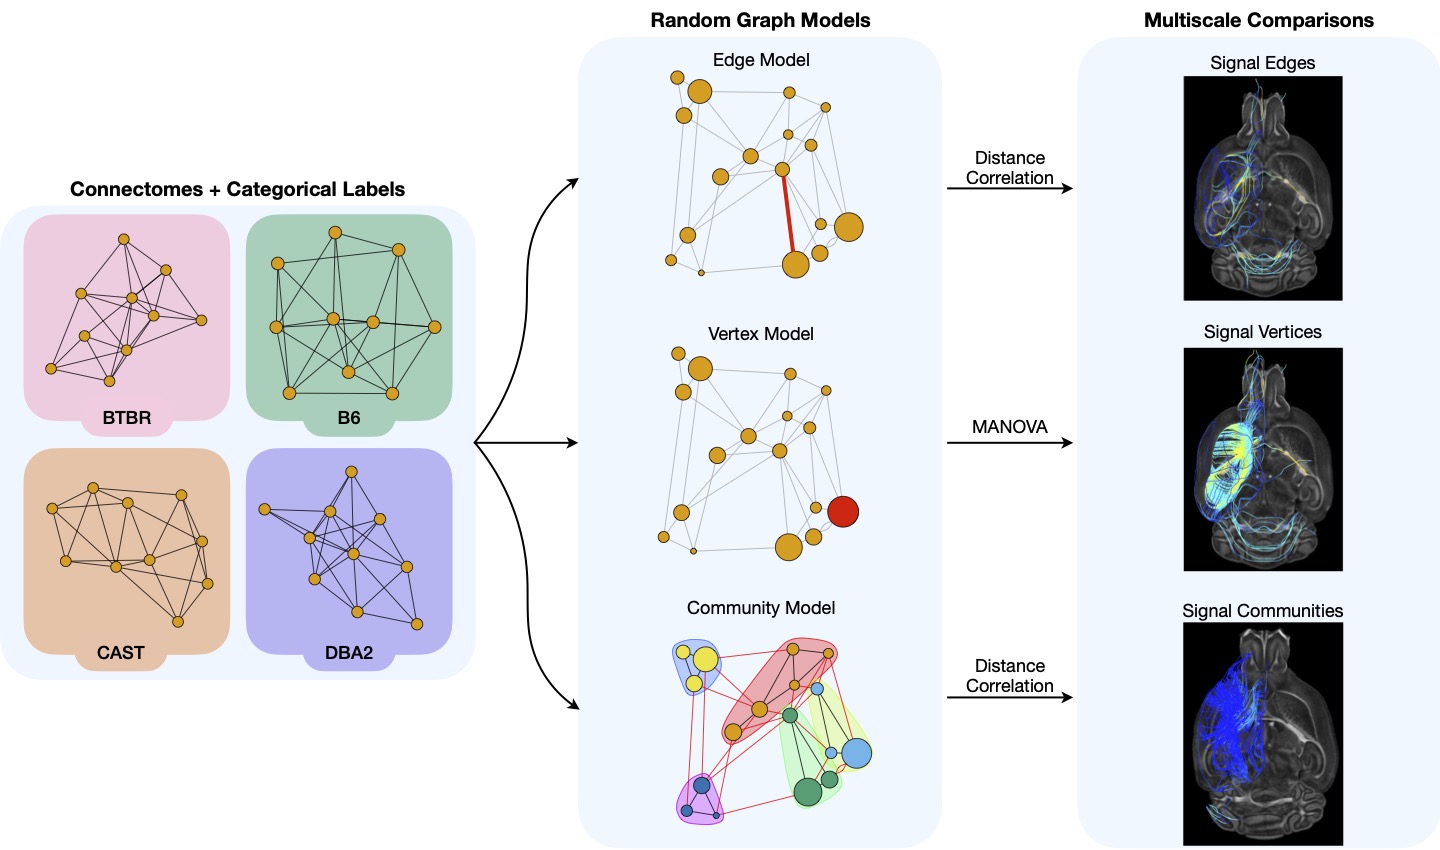 Random Graph Models
Multiscale Comparisons
Connectomes + Categorical Labels
BTBR
B6
CAST
DBA2
Edge Model
Vertex Model
Community Model
Distance
Correlation
MANOVA
Distance
Correlation
Signal Edges
Signal Vertices
Signal Communities